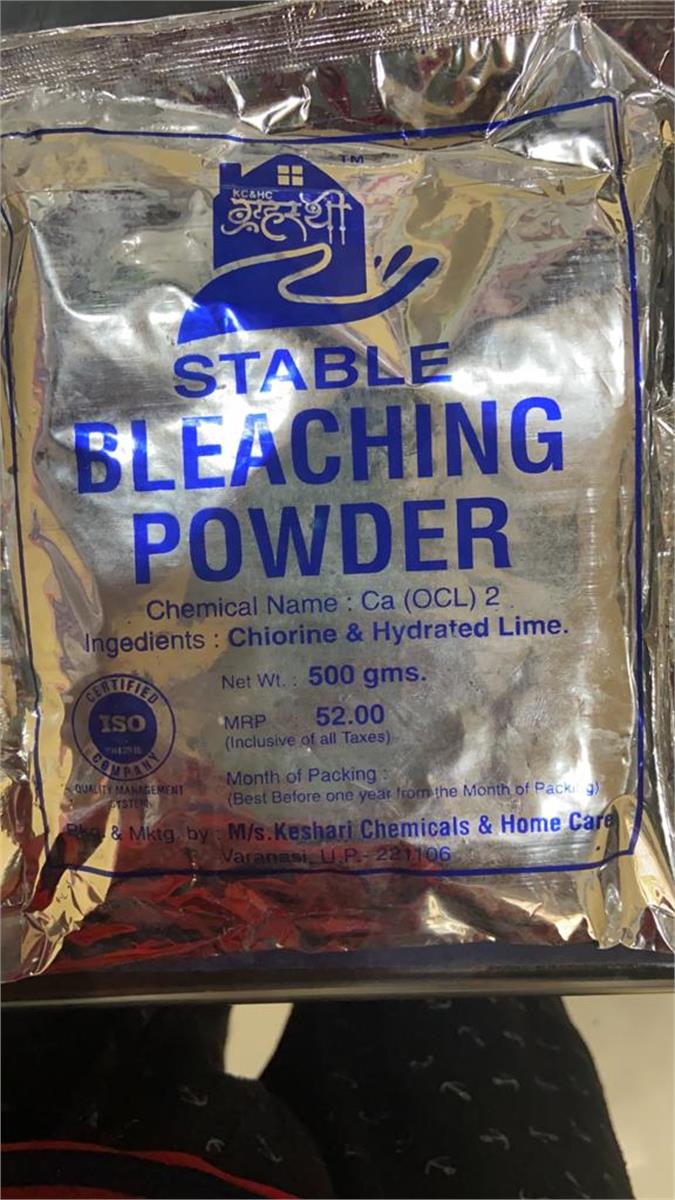 TM
KC&HC
ग्रहस्थी
STABLE
BLEACHING
POWDER
Chemical Name : Ca (OCL) 2
Ingedients : Chiorine & Hydrated Lime.
Net Wt. : 500 gms.
MRP : 52.00
(Inclusive of all Taxes)
CERTIFIED
ISO
COMPANY
QUALITY MANAGEMENT
SYSTEM
Month of Packing :
(Best Before one year from the Month of Packing)
Pkg. & Mktg. by : M/s.Keshari Chemicals & Home Care
Varanasi, U.P.- 221106